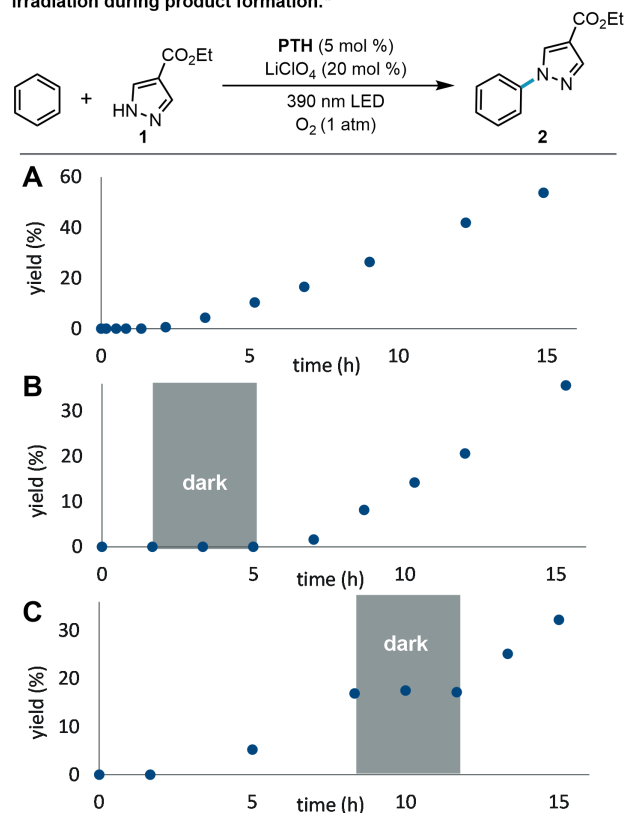 irradiation during product formation.
CO₂Et
CO₂Et
PTH (5 mol %)
LiClO₄ (20 mol %)
390 nm LED
O₂ (1 atm)
+
HN
N
1
N
N
2
A
yield (%)
60
40
20
0
0 5 10 15
time (h)
B
yield (%)
30
20
10
0
dark
0 5 10 15
time (h)
C
yield (%)
30
20
10
0
dark
0 5 10 15
time (h)